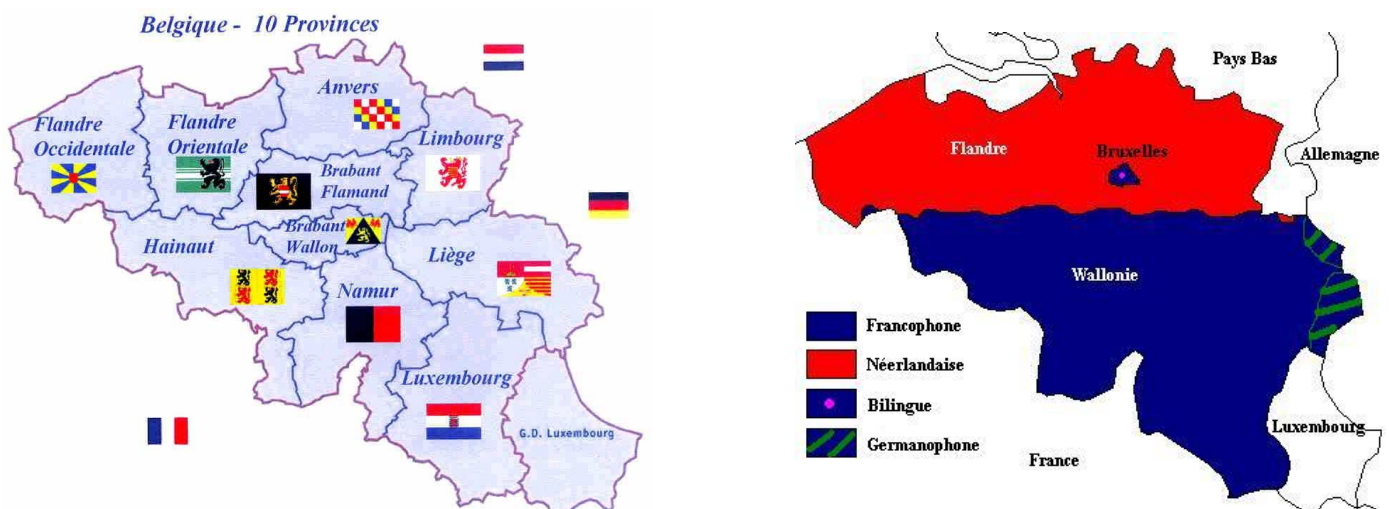 Belgique - 10 Provinces
Anvers
Flandre
Occidentale
Flandre
Orientale
Limbourg
Brabant
Flamand
Brabant
Wallon
Hainaut
Liège
Namur
Luxembourg
G.D. Luxembourg
Pays Bas
Flandre
Bruxelles
Allemagne
Wallonie
Francophone
Néerlandaise
Bilingue
Germanophone
Luxembourg
France